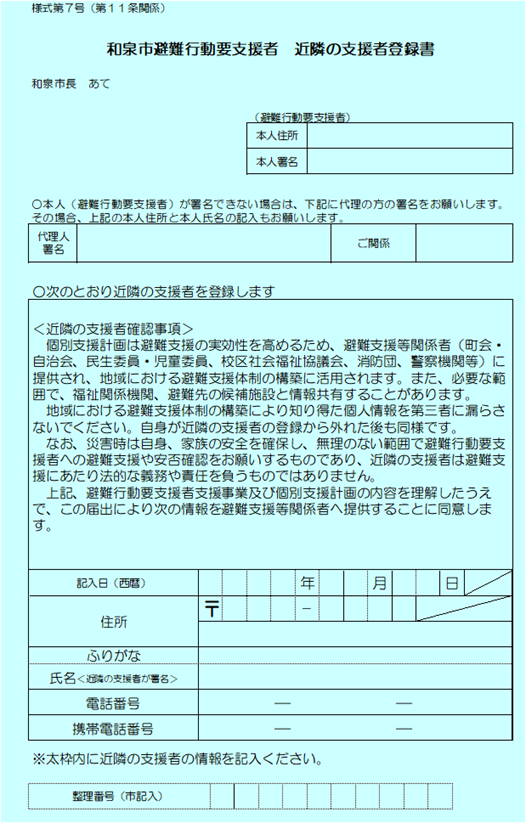 様式第７号（第１１条関係）
和泉市避難行動要支援者　近隣の支援者登録書
和泉市長　あて
（避難行動要支援者）
本人住所
本人署名
○本人（避難行動要支援者）が署名できない場合は、下記に代理の方の署名をお願いします。
その場合、上記の本人住所と本人氏名の記入もお願いします。
代理人
署名
ご関係
○次のとおり近隣の支援者を登録します
＜近隣の支援者確認事項＞
個別支援計画は避難支援の実効性を高めるため、避難支援等関係者（町会・
自治会、民生委員・児童委員、校区社会福祉協議会、消防団、警察機関等）に
提供され、地域における避難支援体制の構築に活用されます。また、必要な範
囲で、福祉関係機関、避難先の候補施設と情報共有することがあります。
地域における避難支援体制の構築により知り得た個人情報を第三者に漏らさ
ないでください。自身が近隣の支援者の登録から外れた後も同様です。
なお、災害時は自身、家族の安全を確保し、無理のない範囲で避難行動要支
援者への避難支援や安否確認をお願いするものであり、近隣の支援者は避難支
援にあたり法的な義務や責任を負うものではありません。
上記、避難行動要支援者支援事業及び個別支援計画の内容を理解したうえ
で、この届出により次の情報を避難支援等関係者へ提供することに同意しま
す。
記入日（西暦）　年　月　日
住所　〒　－
ふりがな
氏名＜近隣の支援者が署名＞
電話番号　―　―
携帯電話番号　―　―
※太枠内に近隣の支援者の情報を記入ください。
整理番号（市記入）